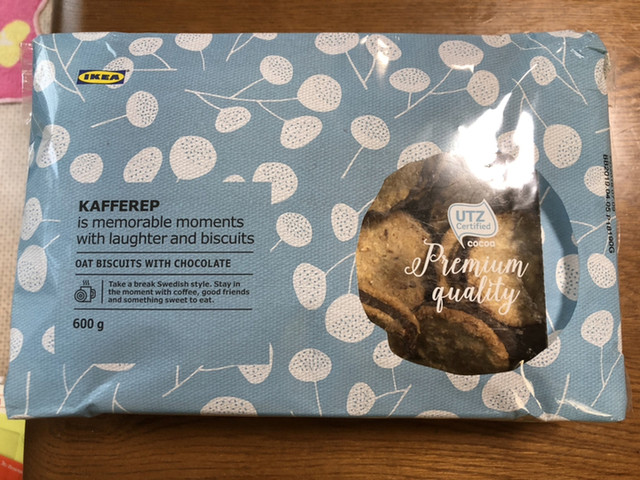 IKEA
KAFFEREP
is memorable moments
with laughter and biscuits
OAT BISCUITS WITH CHOCOLATE
Take a break Swedish style. Stay in
the moment with coffee, good friends
and something sweet to eat.
600 g
UTZ
Certified
cocoa
Premium
quality